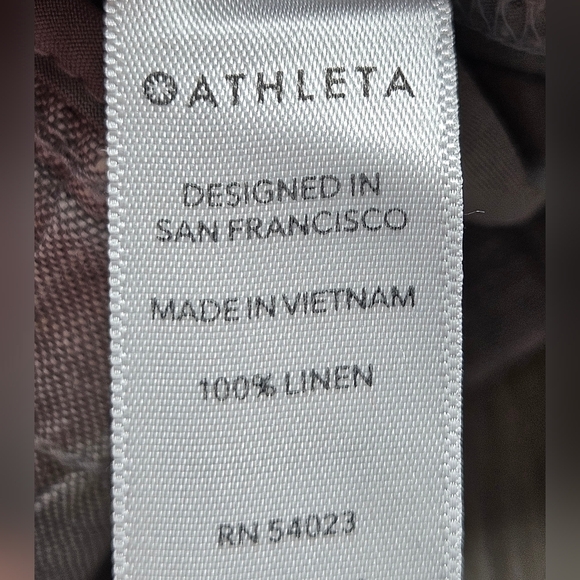 ATHLETA
DESIGNED IN
SAN FRANCISCO
MADE IN VIETNAM
100% LINEN
RN 54023